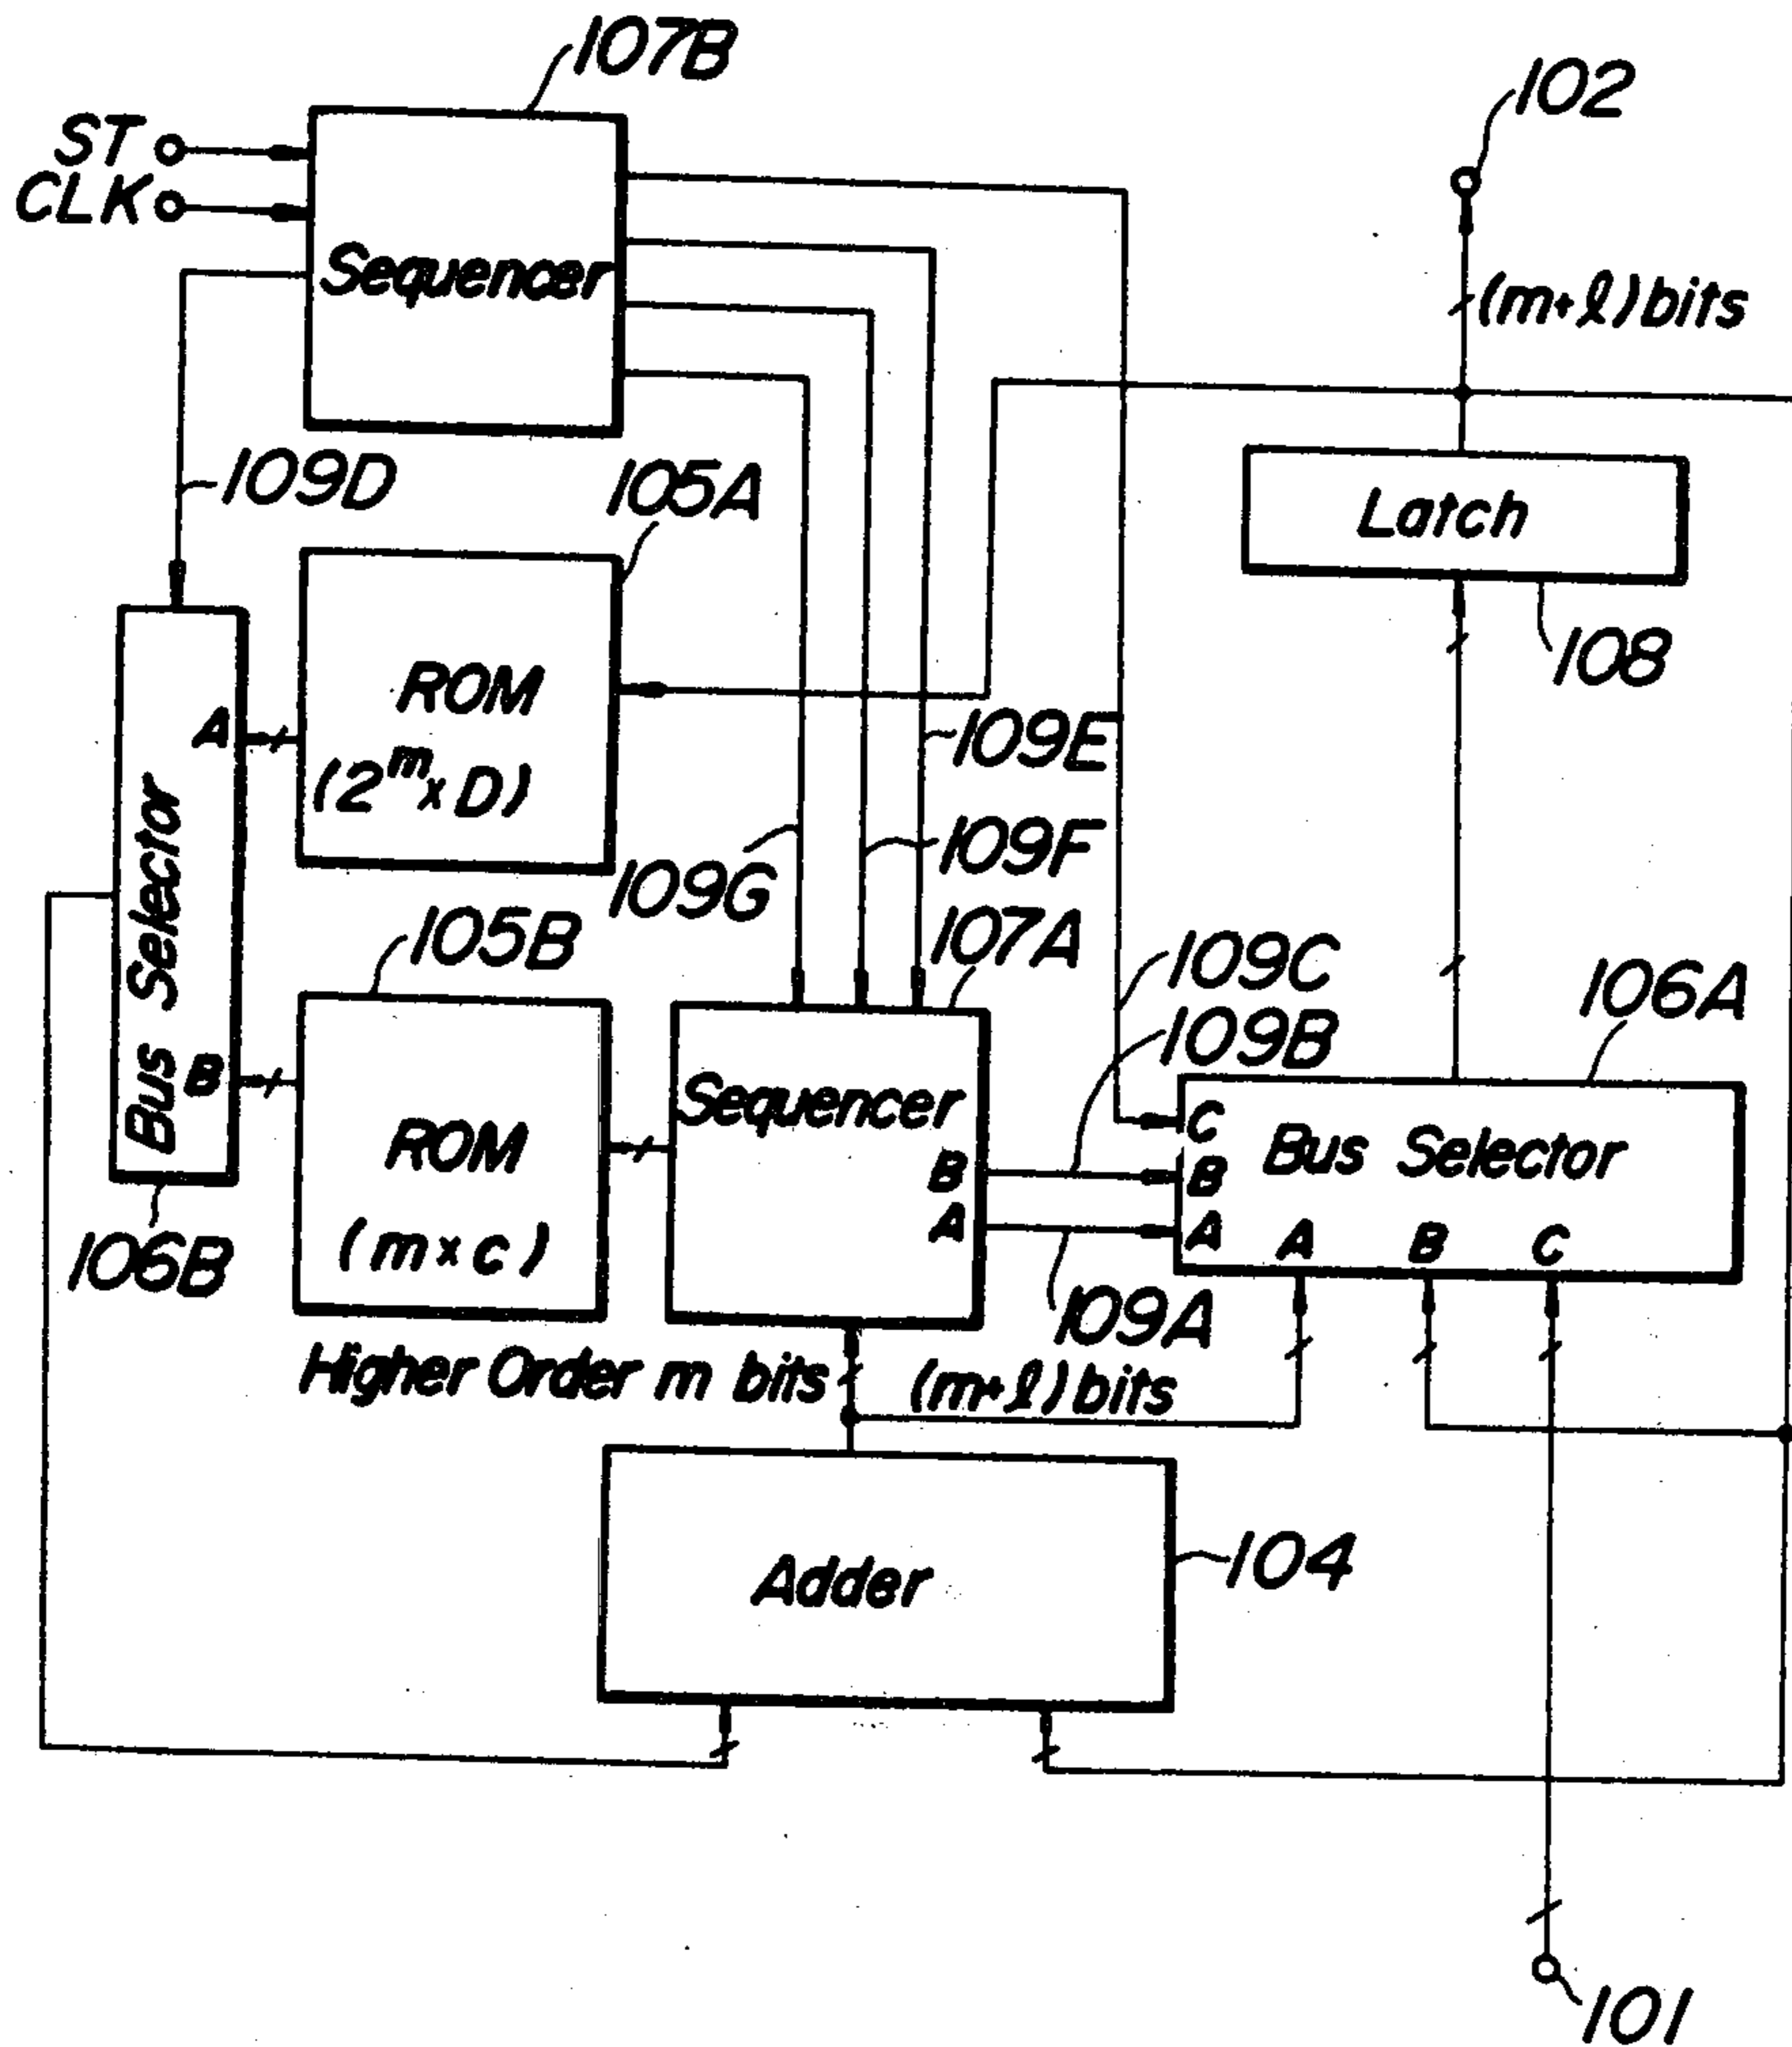 107B
102
ST
CLK
Sequencer
(m+ℓ) bits
109D
105A
Latch
108
ROM
(2^m × D)
A
Bus Selector
B
106B
109E
109F
109G
107A
105B
109C
109B
106A
ROM
(m×c)
Sequencer
B
A
C
B
A
Bus Selector
A B C
109A
Higher Order m bits
(m+ℓ) bits
Adder
104
101